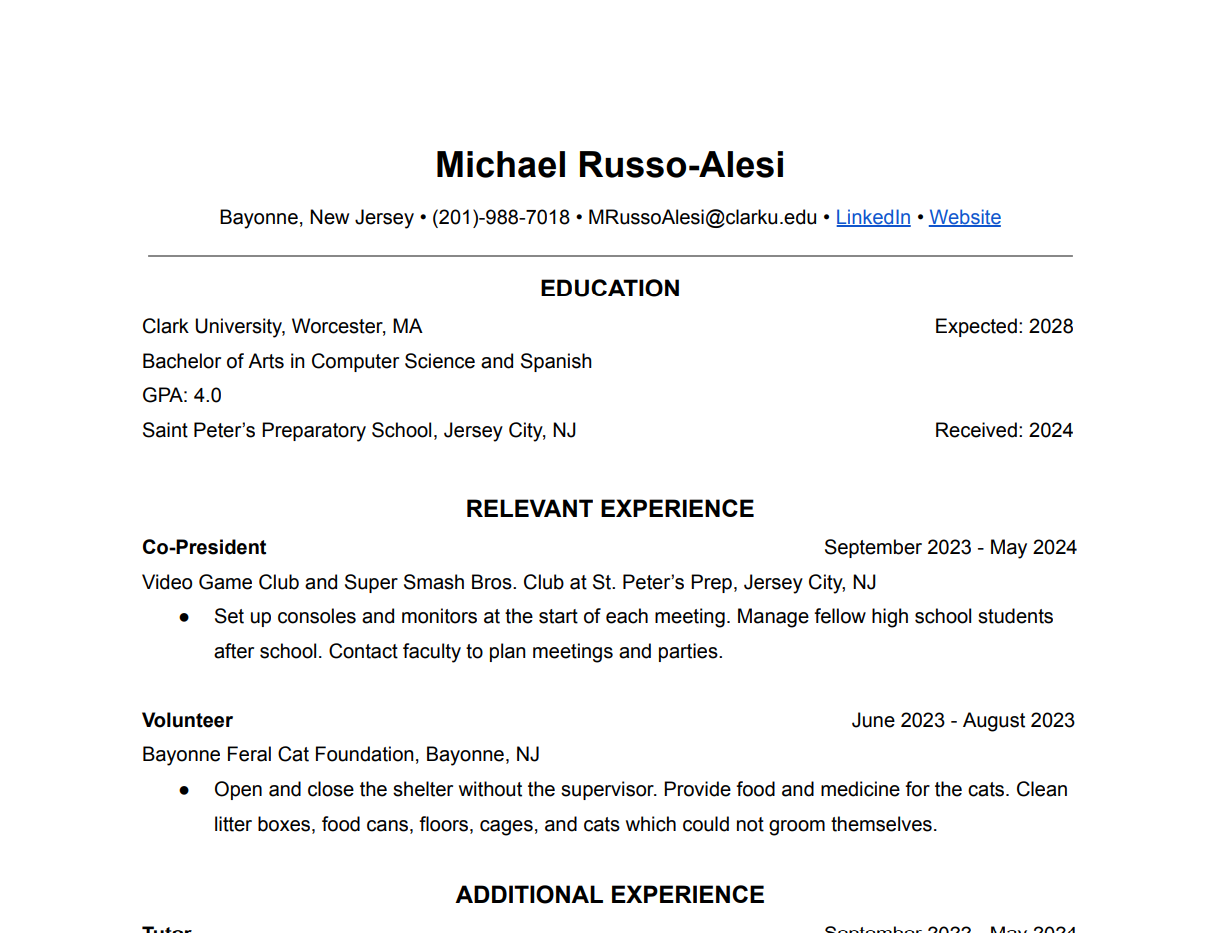 Michael Russo-Alesi
Bayonne, New Jersey • (201)-988-7018 • MRussoAlesi@clarku.edu • LinkedIn • Website
EDUCATION
Clark University, Worcester, MA Expected: 2028
Bachelor of Arts in Computer Science and Spanish
GPA: 4.0
Saint Peter’s Preparatory School, Jersey City, NJ Received: 2024
RELEVANT EXPERIENCE
Co-President September 2023 - May 2024
Video Game Club and Super Smash Bros. Club at St. Peter’s Prep, Jersey City, NJ
● Set up consoles and monitors at the start of each meeting. Manage fellow high school students
after school. Contact faculty to plan meetings and parties.
Volunteer June 2023 - August 2023
Bayonne Feral Cat Foundation, Bayonne, NJ
● Open and close the shelter without the supervisor. Provide food and medicine for the cats. Clean
litter boxes, food cans, floors, cages, and cats which could not groom themselves.
ADDITIONAL EXPERIENCE
Tutor September 2022 - May 2024